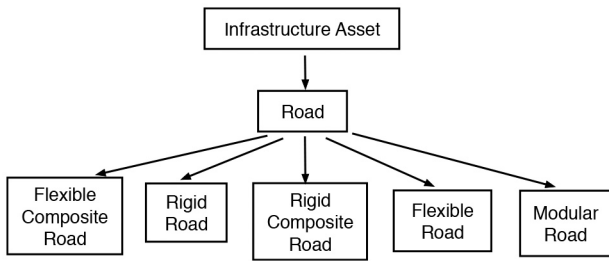 Infrastructure Asset
Road
Flexible
Composite
Road
Rigid
Road
Rigid
Composite
Road
Flexible
Road
Modular
Road